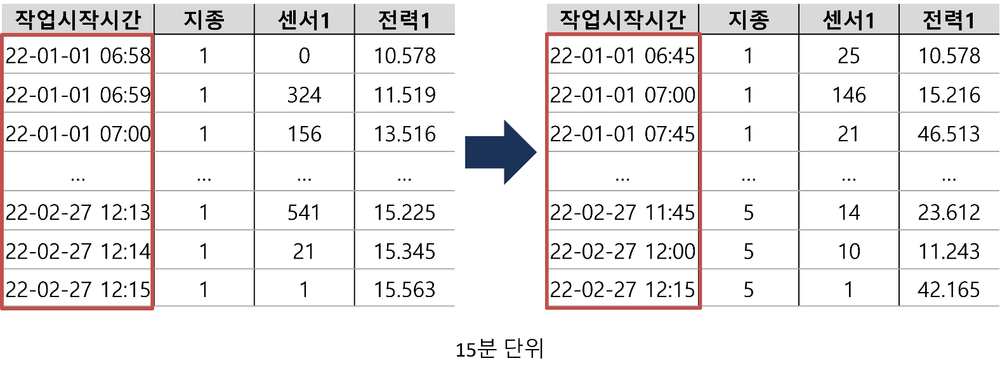 작업시작시간 지종 센서1 전력1
22-01-01 06:58 1 0 10.578
22-01-01 06:59 1 324 11.519
22-01-01 07:00 1 156 13.516
... ... ... ...
22-02-27 12:13 1 541 15.225
22-02-27 12:14 1 21 15.345
22-02-27 12:15 1 1 15.563
작업시작시간 지종 센서1 전력1
22-01-01 06:45 1 25 10.578
22-01-01 07:00 1 146 15.216
22-01-01 07:45 1 21 46.513
... ... ... ...
22-02-27 11:45 5 14 23.612
22-02-27 12:00 5 10 11.243
22-02-27 12:15 5 1 42.165
15분 단위